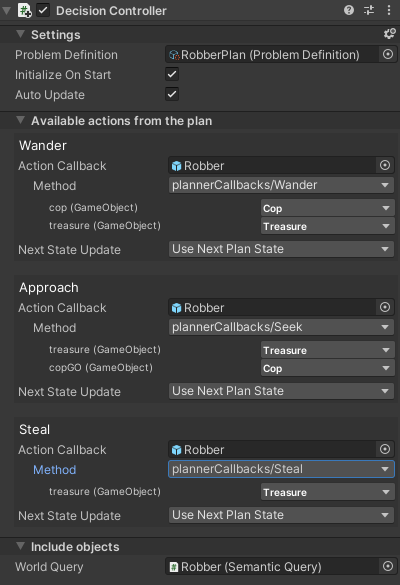 Decision Controller
Settings
Problem Definition RobberPlan (Problem Definition)
Initialize On Start
Auto Update
Available actions from the plan
Wander
Action Callback Robber
Method plannerCallbacks/Wander
cop (GameObject) Cop
treasure (GameObject) Treasure
Next State Update Use Next Plan State
Approach
Action Callback Robber
Method plannerCallbacks/Seek
treasure (GameObject) Treasure
copGO (GameObject) Cop
Next State Update Use Next Plan State
Steal
Action Callback Robber
Method plannerCallbacks/Steal
treasure (GameObject) Treasure
Next State Update Use Next Plan State
Include objects
World Query Robber (Semantic Query)